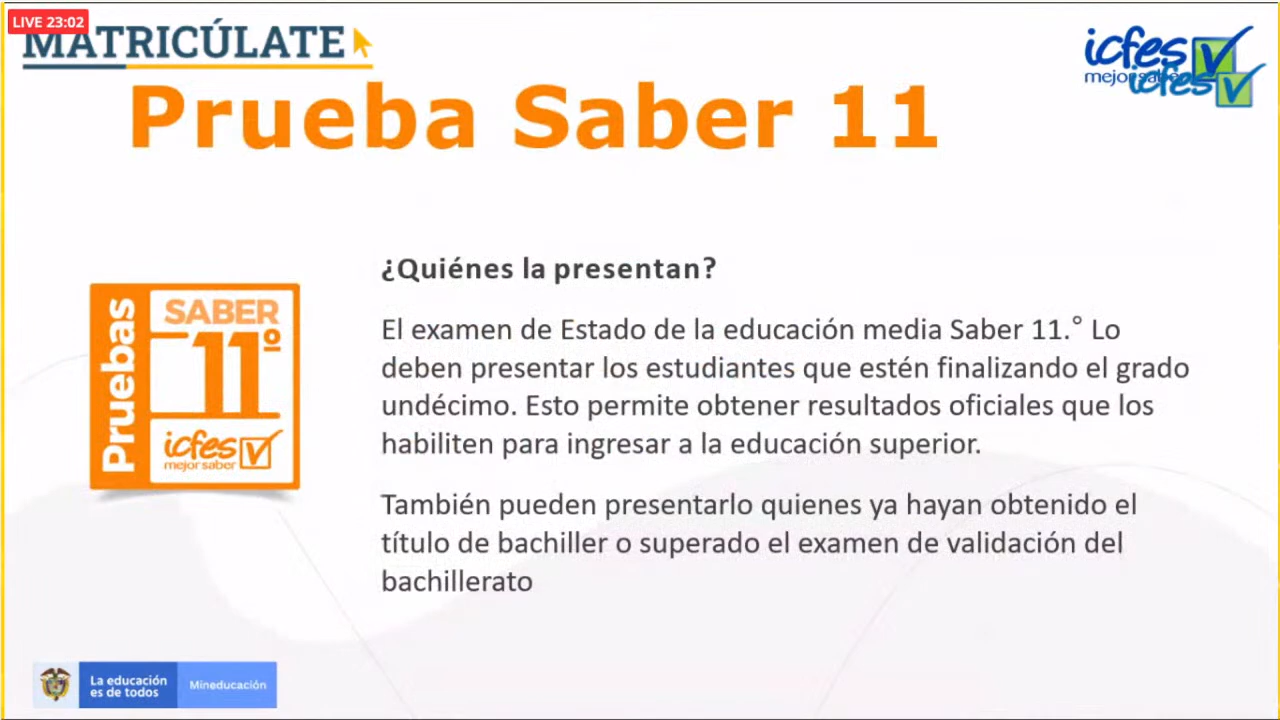 LIVE 23:02
MATRICÚLATE
icfes
mejor saber
icfes
Prueba Saber 11
¿Quiénes la presentan?
Pruebas
SABER
11º
icfes
mejor saber
El examen de Estado de la educación media Saber 11.° Lo
deben presentar los estudiantes que estén finalizando el grado
undécimo. Esto permite obtener resultados oficiales que los
habiliten para ingresar a la educación superior.
También pueden presentarlo quienes ya hayan obtenido el
título de bachiller o superado el examen de validación del
bachillerato
La educación
es de todos
Mineducación